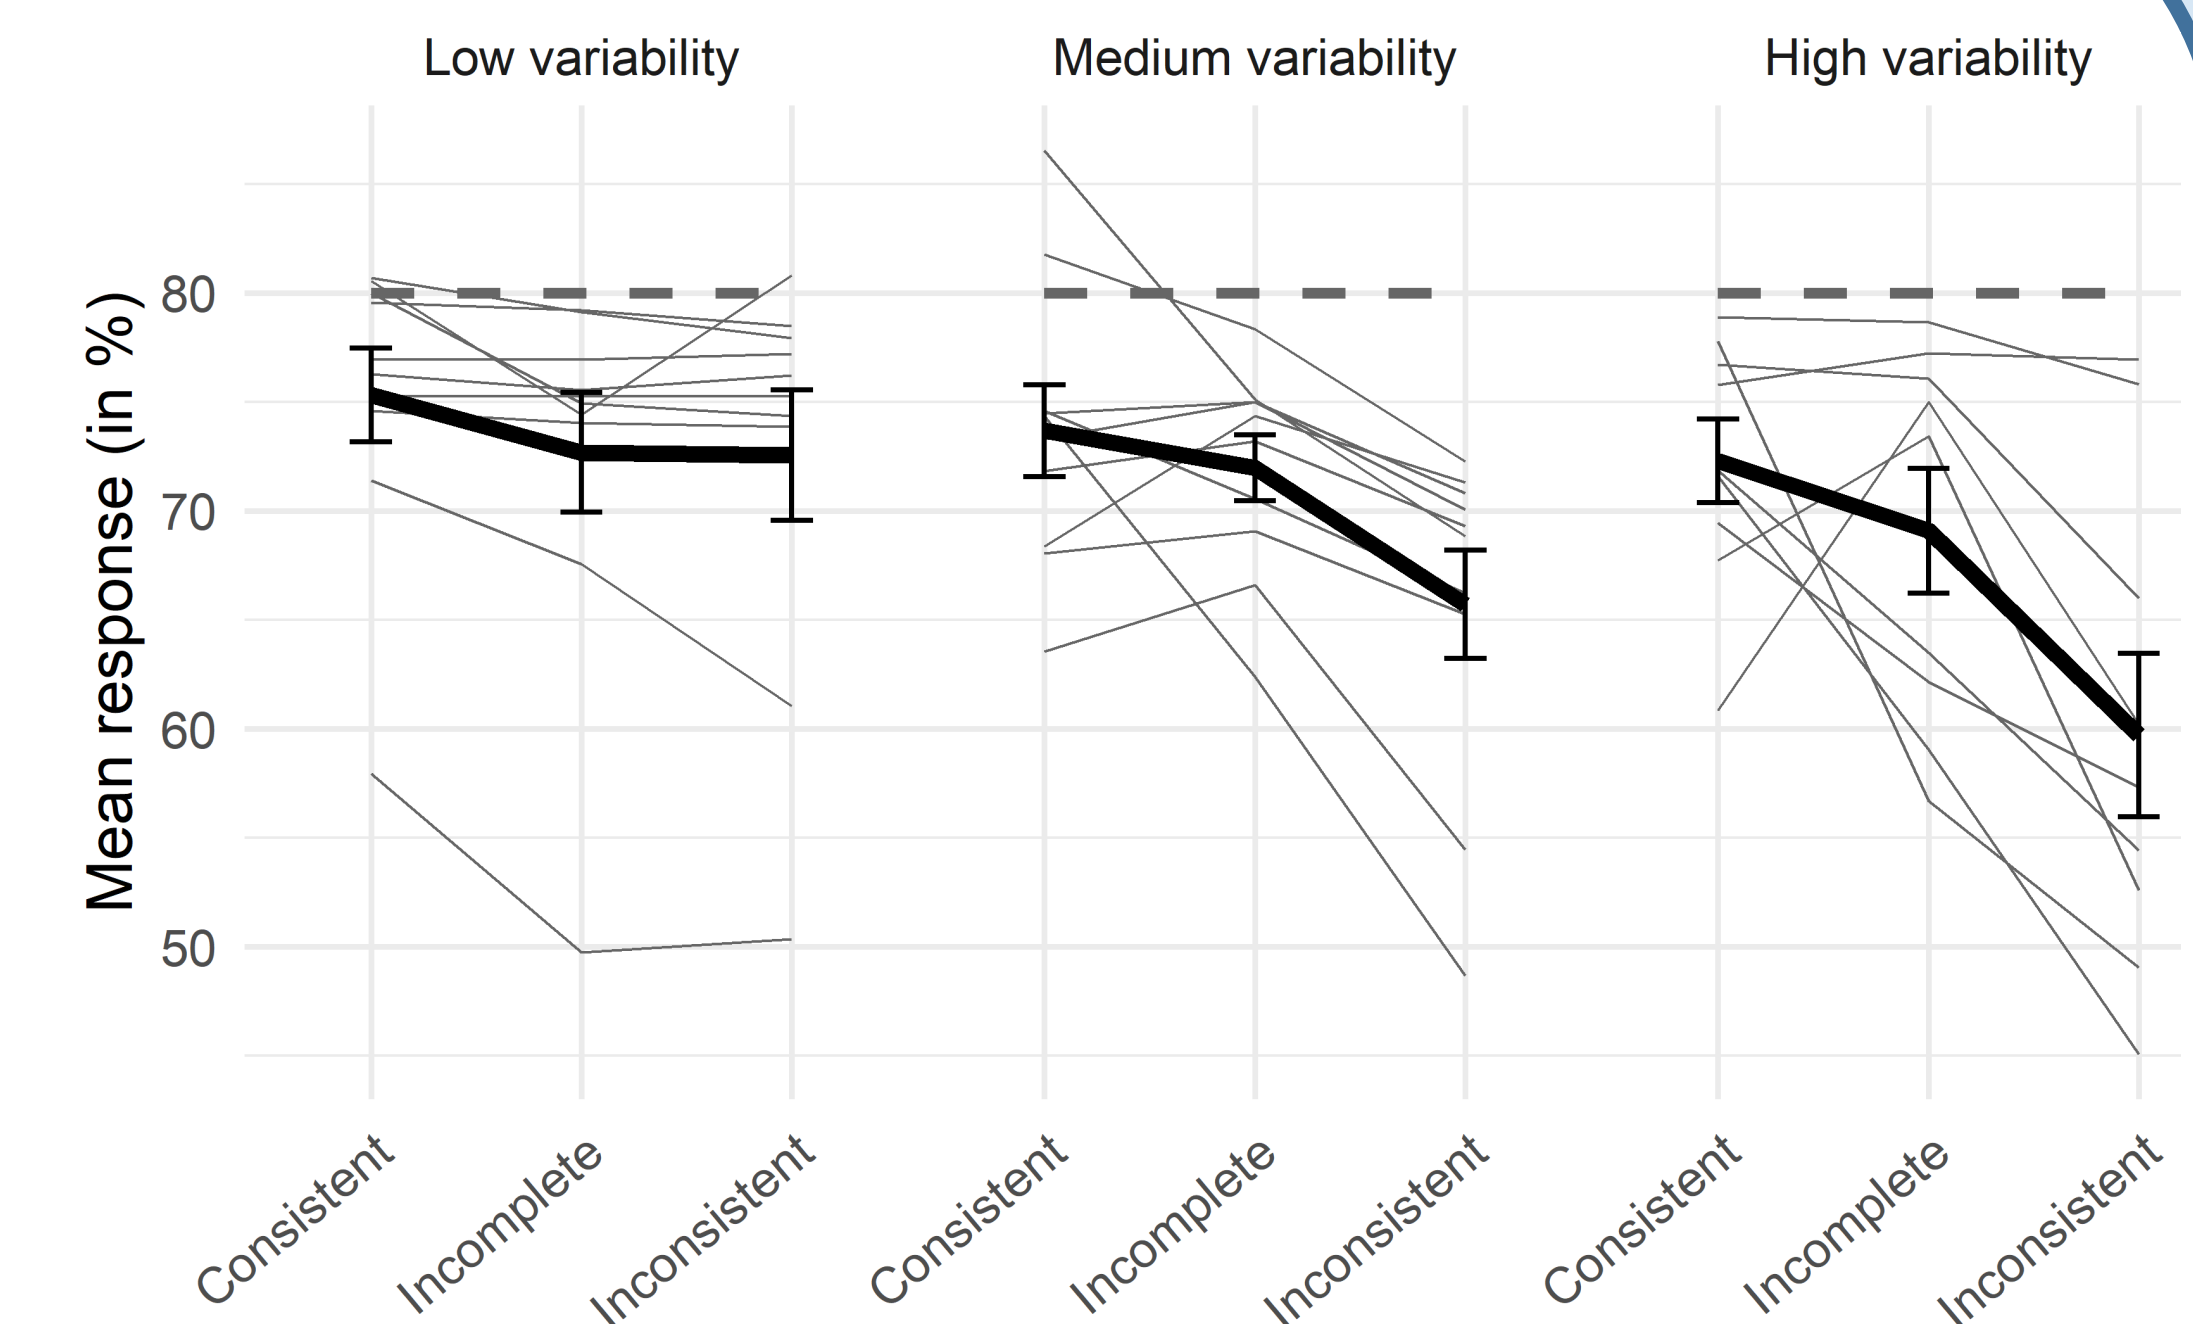 Low variability
Medium variability
High variability
Mean response (in %)
80
70
60
50
Consistent
Incomplete
Inconsistent
Consistent
Incomplete
Inconsistent
Consistent
Incomplete
Inconsistent